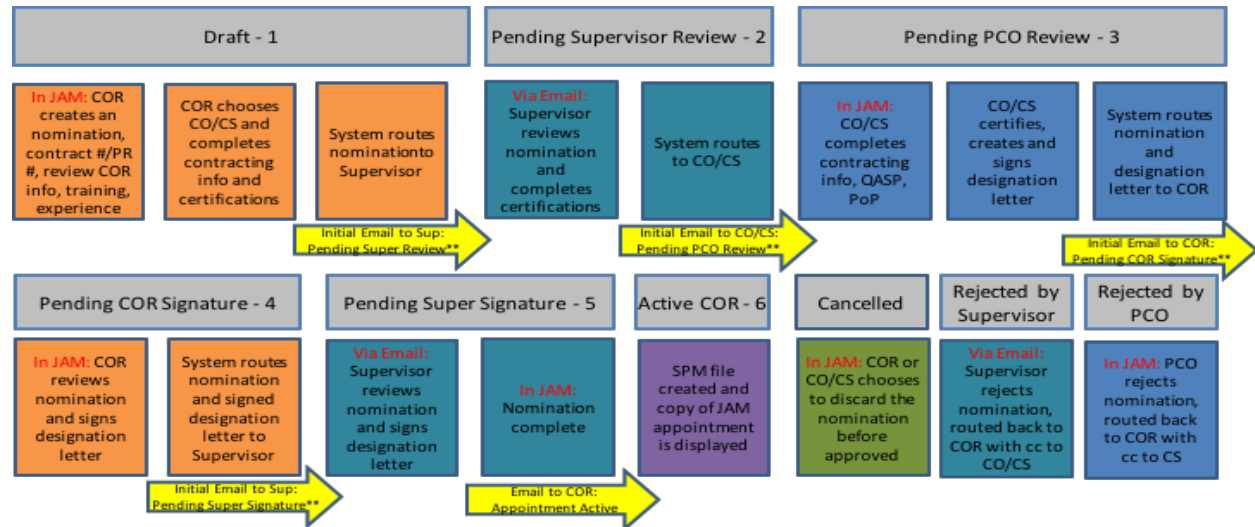 Draft - 1
Pending Supervisor Review - 2
Pending PCO Review - 3
In JAM: COR
creates an
nomination,
contract #/PR
#, review COR
info, training,
experience
COR chooses
CO/CS and
completes
contracting
info and
certifications
System routes
nominationto
Supervisor
Via Email:
Supervisor
reviews
nomination
and
completes
certifications
System routes
to CO/CS
In JAM:
CO/CS
completes
contracting
info, QASP,
PoP
CO/CS
certifies,
creates and
signs
designation
letter
System routes
nomination
and
designation
letter to COR
Initial Email to Sup:
Pending Super Review**
Initial Email to CO/CS:
Pending PCO Review**
Initial Email to COR:
Pending COR Signature**
Pending COR Signature - 4
Pending Super Signature - 5
Active COR - 6
Cancelled
Rejected by
Supervisor
Rejected by
PCO
In JAM: COR
reviews
nomination
and signs
designation
letter
System routes
nomination
and signed
designation
letter to
Supervisor
Via Email:
Supervisor
reviews
nomination
and signs
designation
letter
In JAM:
Nomination
complete
SPM file
created and
copy of JAM
appointment
is displayed
In JAM: COR or
CO/CS chooses
to discard the
nomination
before
approved
Via Email:
Supervisor
rejects
nomination,
routed back to
COR with cc to
CO/CS
In JAM: PCO
rejects
nomination,
routed back
to COR with
cc to CS
Initial Email to Sup:
Pending Super Signature**
Email to COR:
Appointment Active